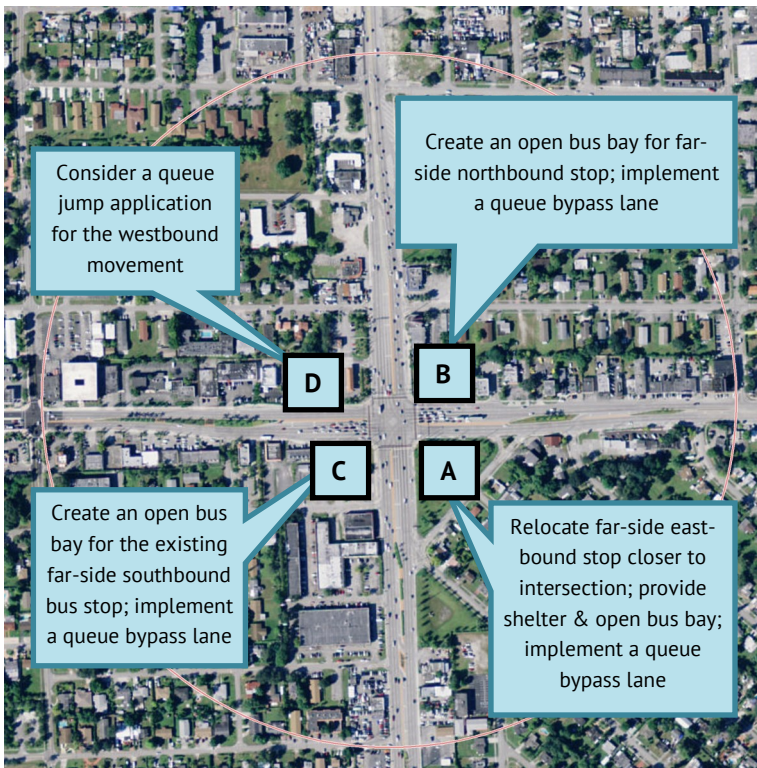 Consider a queue
jump application
for the westbound
movement
Create an open bus bay for far-
side northbound stop; implement
a queue bypass lane
D
B
C
A
Create an open bus
bay for the existing
far-side southbound
bus stop; implement
a queue bypass lane
Relocate far-side east-
bound stop closer to
intersection; provide
shelter & open bus bay;
implement a queue
bypass lane